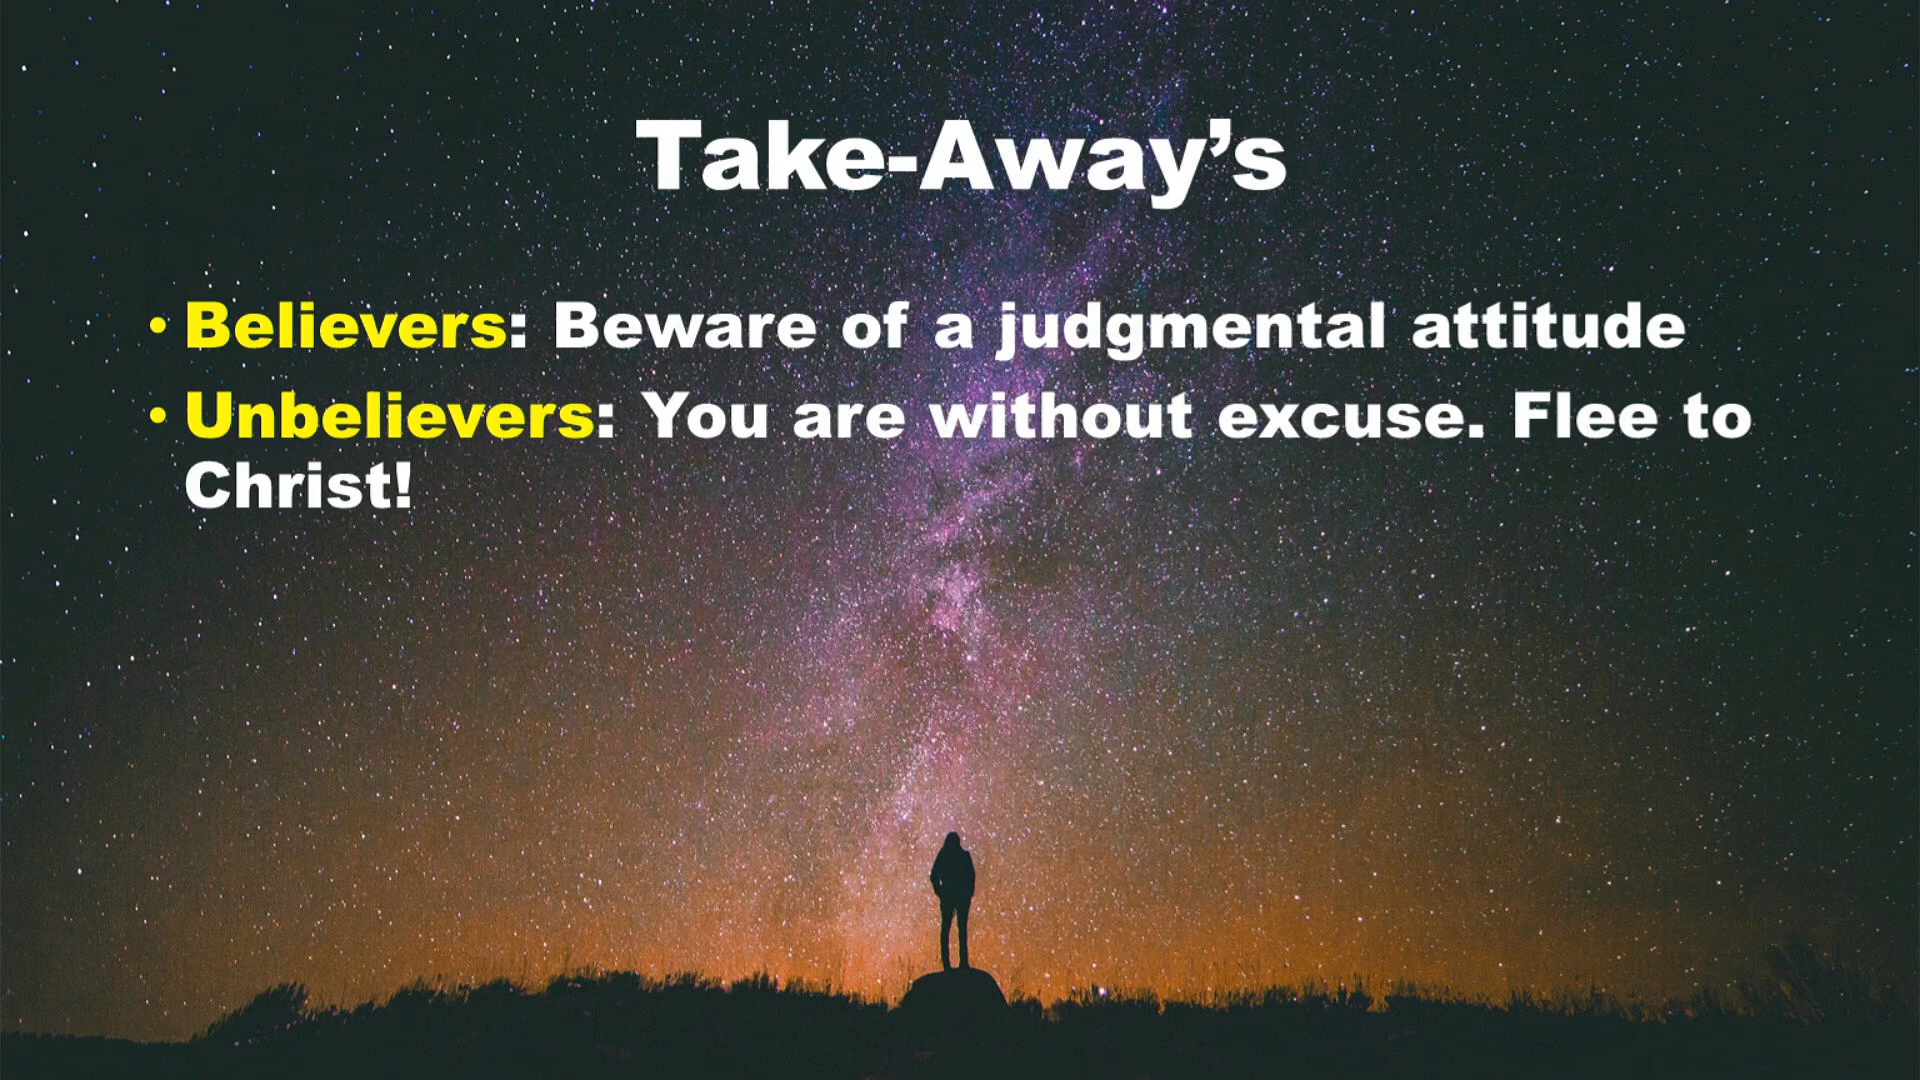 Take-Away’s
• Believers: Beware of a judgmental attitude
• Unbelievers: You are without excuse. Flee to
Christ!